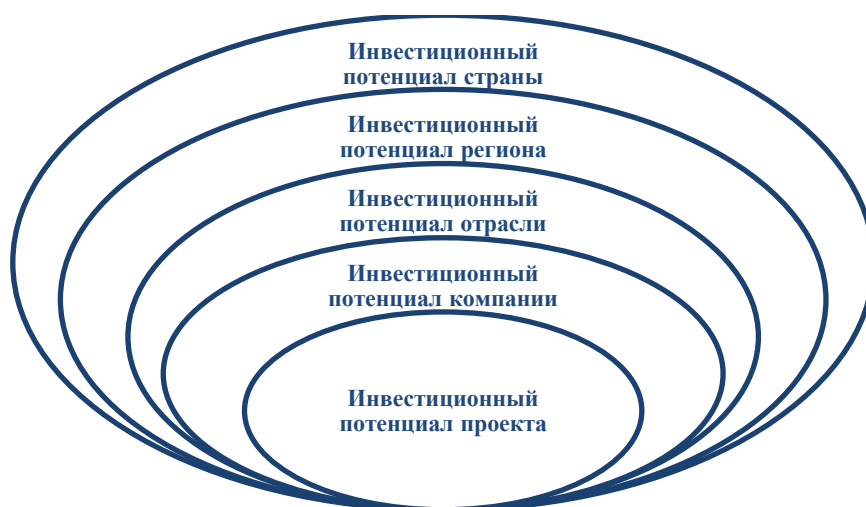 Инвестиционный
потенциал страны
Инвестиционный
потенциал региона
Инвестиционный
потенциал отрасли
Инвестиционный
потенциал компании
Инвестиционный
потенциал проекта